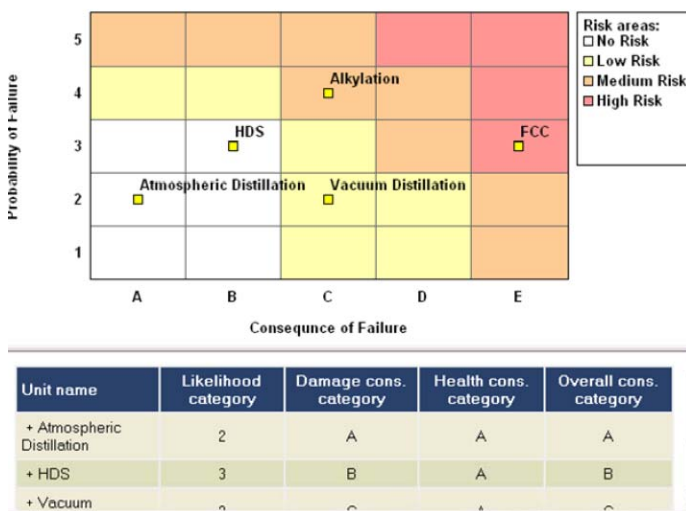 Risk areas:
No Risk
Low Risk
Medium Risk
High Risk
Probability of Failure
5
4
3
2
1
Alkylation
HDS
FCC
Atmospheric Distillation
Vacuum Distillation
A B C D E
Consequnce of Failure
Unit name Likelihood category Damage cons. category Health cons. category Overall cons. category
+ Atmospheric Distillation 2 A A A
+ HDS 3 B A B
+ Vacuum